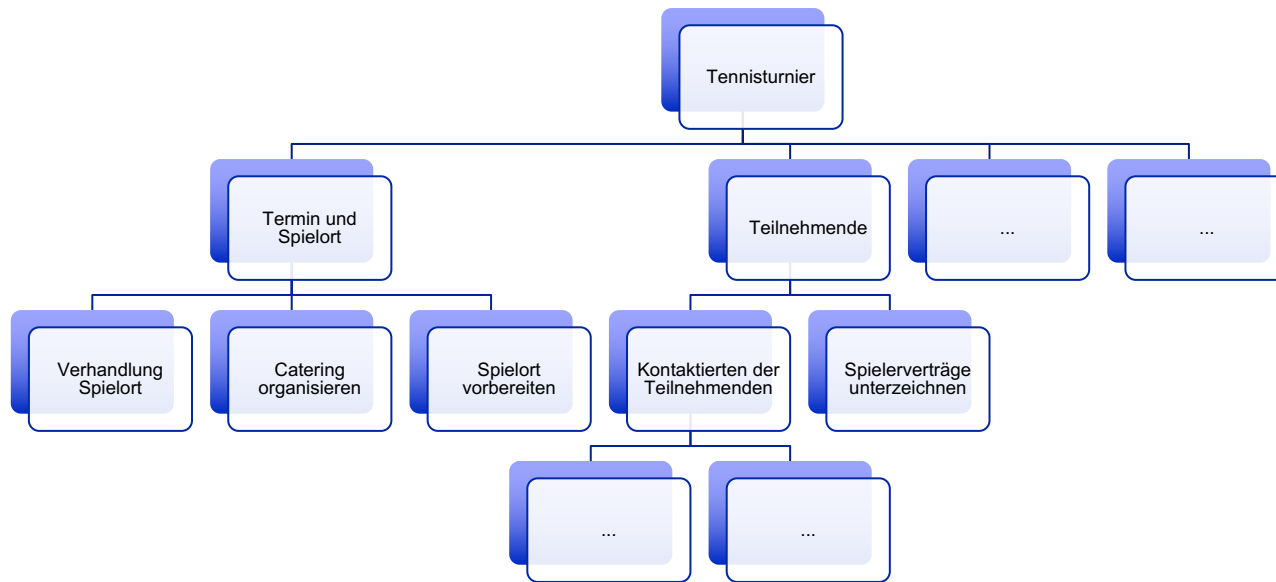 Tennisturnier
Termin und
Spielort
Teilnehmende
...
...
Verhandlung
Spielort
Catering
organisieren
Spielort
vorbereiten
Kontaktierten der
Teilnehmenden
Spielerverträge
unterzeichnen
...
...